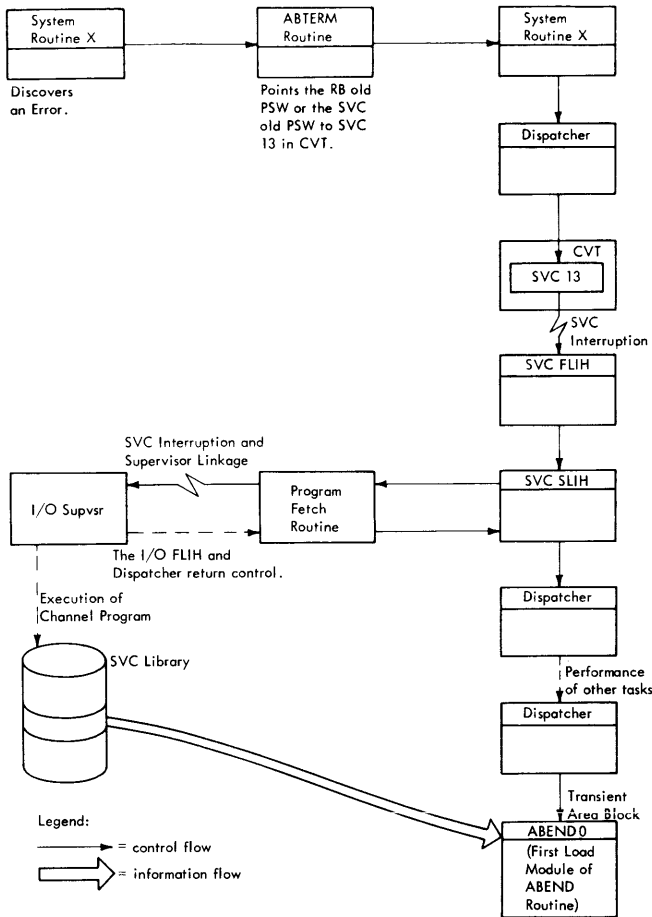 System
Routine X
Discovers
an Error.
ABTERM
Routine
Points the RB old
PSW or the SVC
old PSW to SVC
13 in CVT.
System
Routine X
Dispatcher
CVT
SVC 13
SVC
Interruption
SVC FLIH
SVC Interruption and
Supervisor Linkage
I/O Supvsr
Program
Fetch
Routine
SVC SLIH
The I/O FLIH and
Dispatcher return control.
Execution of
Channel Program
SVC Library
Dispatcher
Performance
of other tasks
Dispatcher
Transient
Area Block
ABEND0
(First Load
Module of
ABEND
Routine)
Legend:
= control flow
= information flow